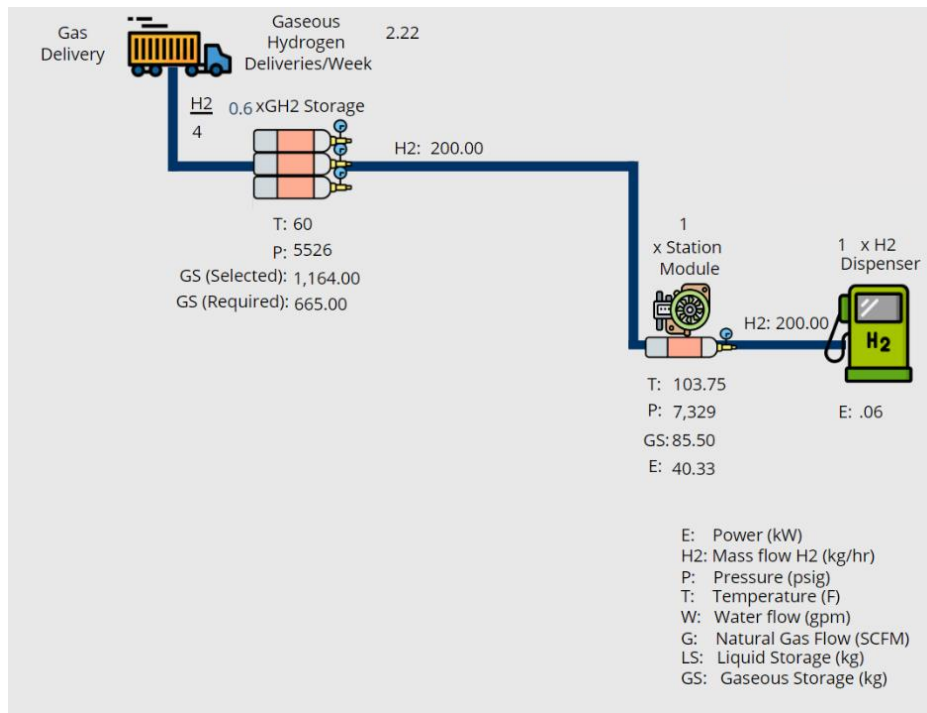 Gas
Delivery
Gaseous
Hydrogen
Deliveries/Week
2.22
H2
4
0.6 xGH2 Storage
H2: 200.00
T: 60
P: 5526
GS (Selected): 1,164.00
GS (Required): 665.00
1
x Station
Module
1 x H2
Dispenser
H2: 200.00
H2
T: 103.75
P: 7,329
GS: 85.50
E: 40.33
E: .06
E: Power (kW)
H2: Mass flow H2 (kg/hr)
P: Pressure (psig)
T: Temperature (F)
W: Water flow (gpm)
G: Natural Gas Flow (SCFM)
LS: Liquid Storage (kg)
GS: Gaseous Storage (kg)